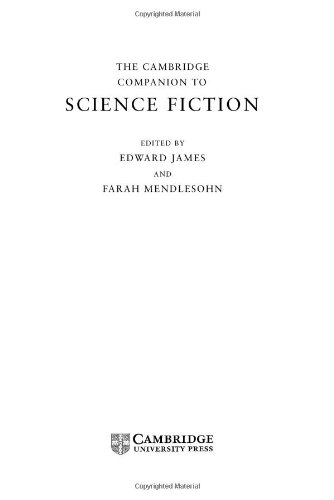 Copyrighted Material
THE CAMBRIDGE
COMPANION TO
SCIENCE FICTION
EDITED BY
EDWARD JAMES
AND
FARAH MENDLESOHN
CAMBRIDGE
UNIVERSITY PRESS
Copyrighted Material